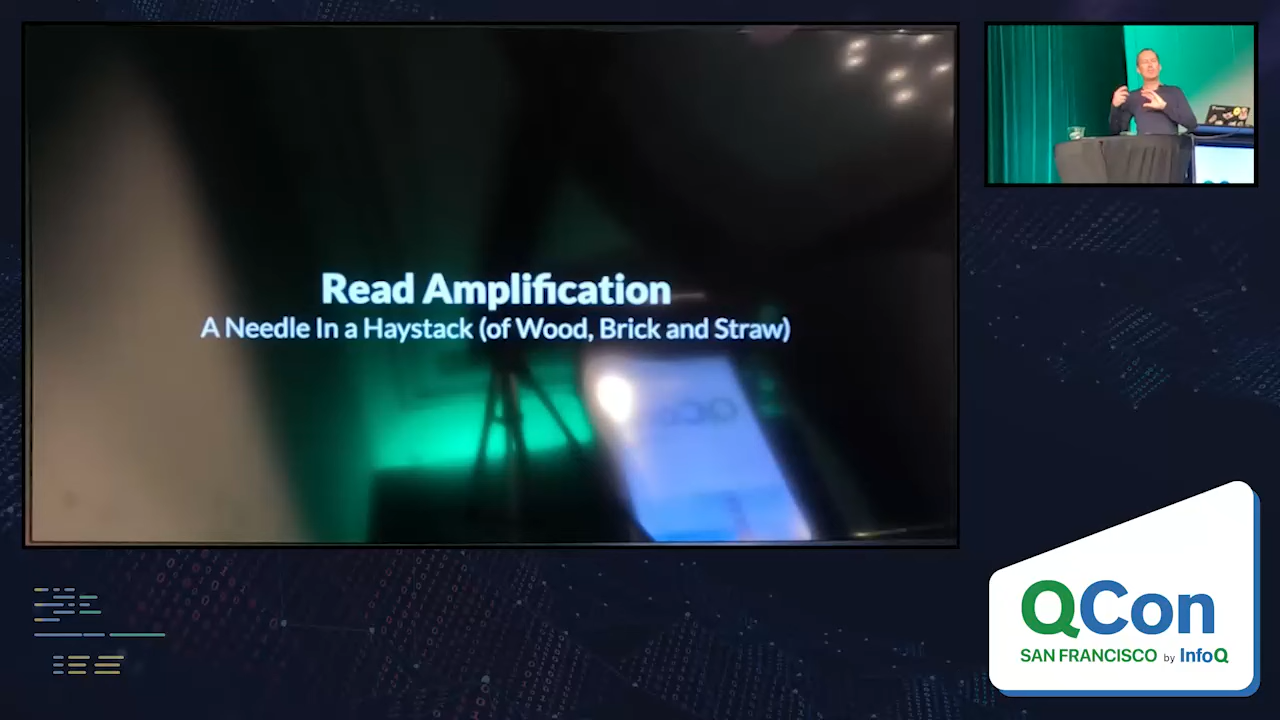 Read Amplification
A Needle In a Haystack (of Wood, Brick and Straw)
QCon
SAN FRANCISCO by InfoQ